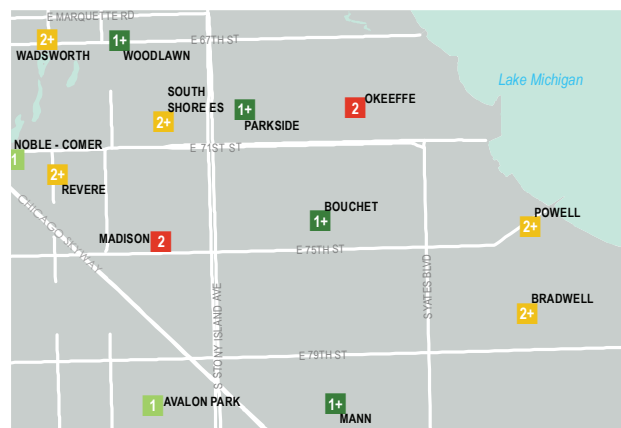 E MARQUETTE RD
2+
1+
E 67TH ST
WADSWORTH
WOODLAWN
Lake Michigan
SOUTH
SHORE ES
2+
1+
PARKSIDE
2
OKEEFFE
NOBLE - COMER
1
E 71ST ST
2+
REVERE
CHICAGO SKYWAY
BOUCHET
1+
POWELL
2+
MADISON
2
E 75TH ST
S STONY ISLAND AVE
S YATES BLVD
BRADWELL
2+
E 79TH ST
1
AVALON PARK
1+
MANN